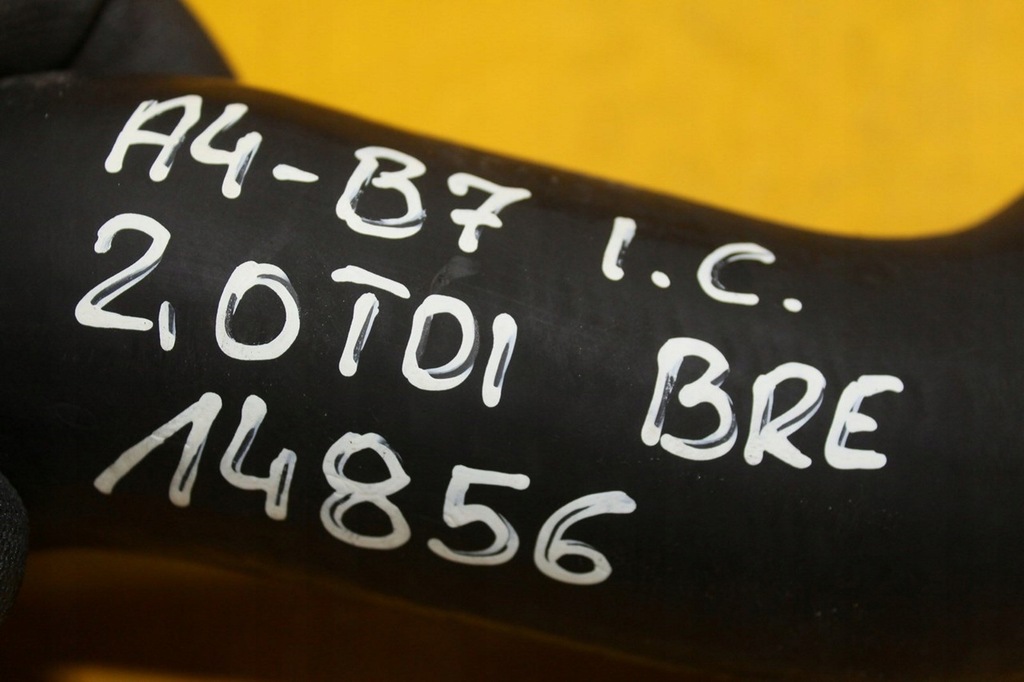 A4-B7 I.C.
2,0TDI BRE
14856